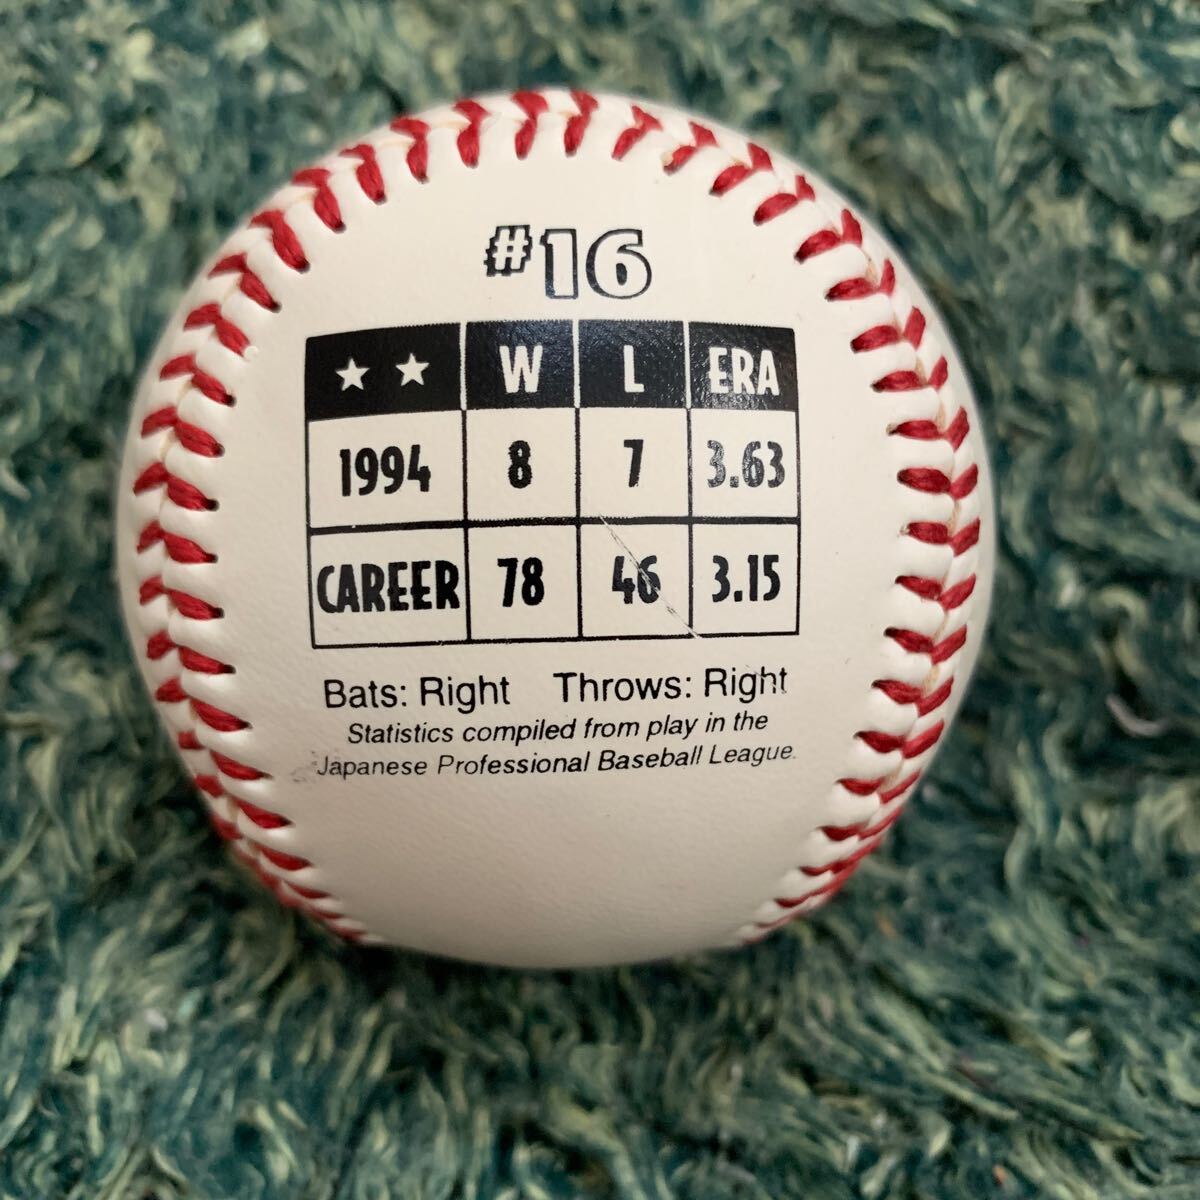 #16
★ ★ W L ERA
1994 8 7 3.63
CAREER 78 46 3.15
Bats: Right Throws: Right
Statistics compiled from play in the
Japanese Professional Baseball League.